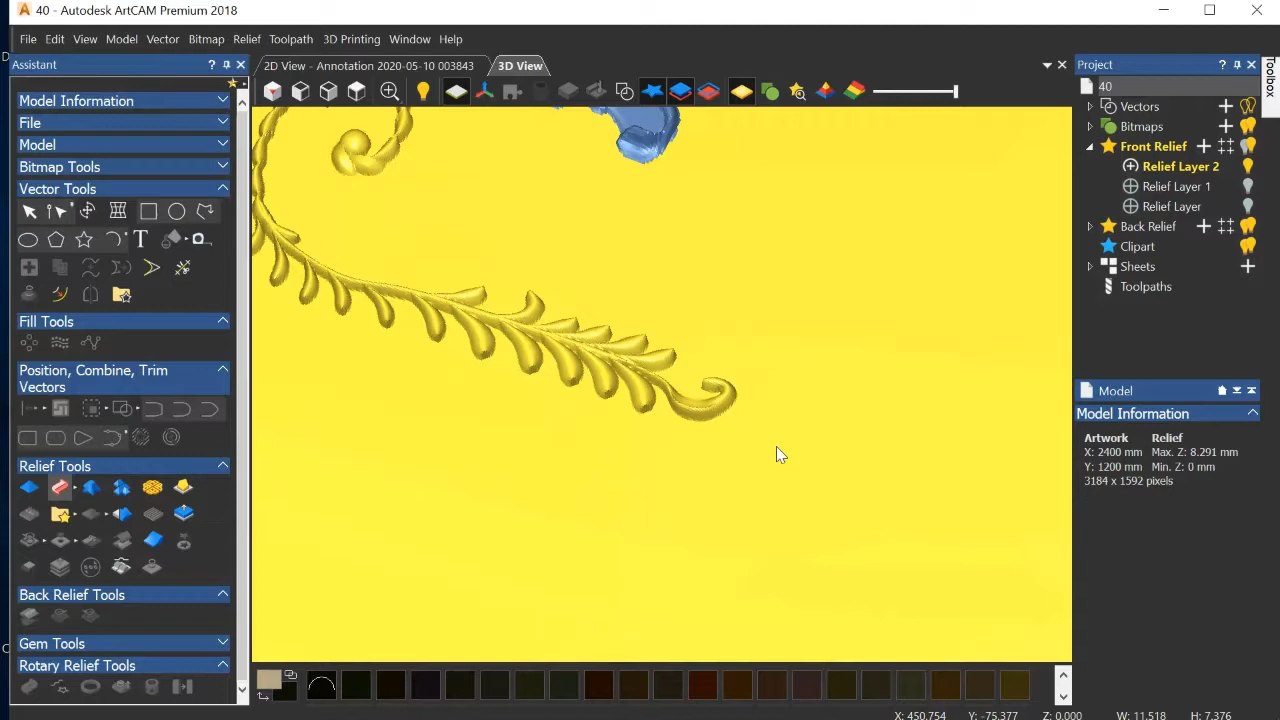 40 - Autodesk ArtCAM Premium 2018
File Edit View Model Vector Bitmap Relief Toolpath 3D Printing Window Help
Assistant
2D View - Annotation 2020-05-10 003843
3D View
Project
Toolbox
Model Information
File
Model
Bitmap Tools
Vector Tools
Fill Tools
Position, Combine, Trim
Vectors
Relief Tools
Back Relief Tools
Gem Tools
Rotary Relief Tools
40
Vectors
Bitmaps
Front Relief
Relief Layer 2
Relief Layer 1
Relief Layer
Back Relief
Clipart
Sheets
Toolpaths
Model
Model Information
Artwork Relief
X: 2400 mm Max. Z: 8.291 mm
Y: 1200 mm Min. Z: 0 mm
3184 x 1592 pixels
X: 450.754 Y: -75.377 Z: 0.000 W: 11.518 H: 7.376